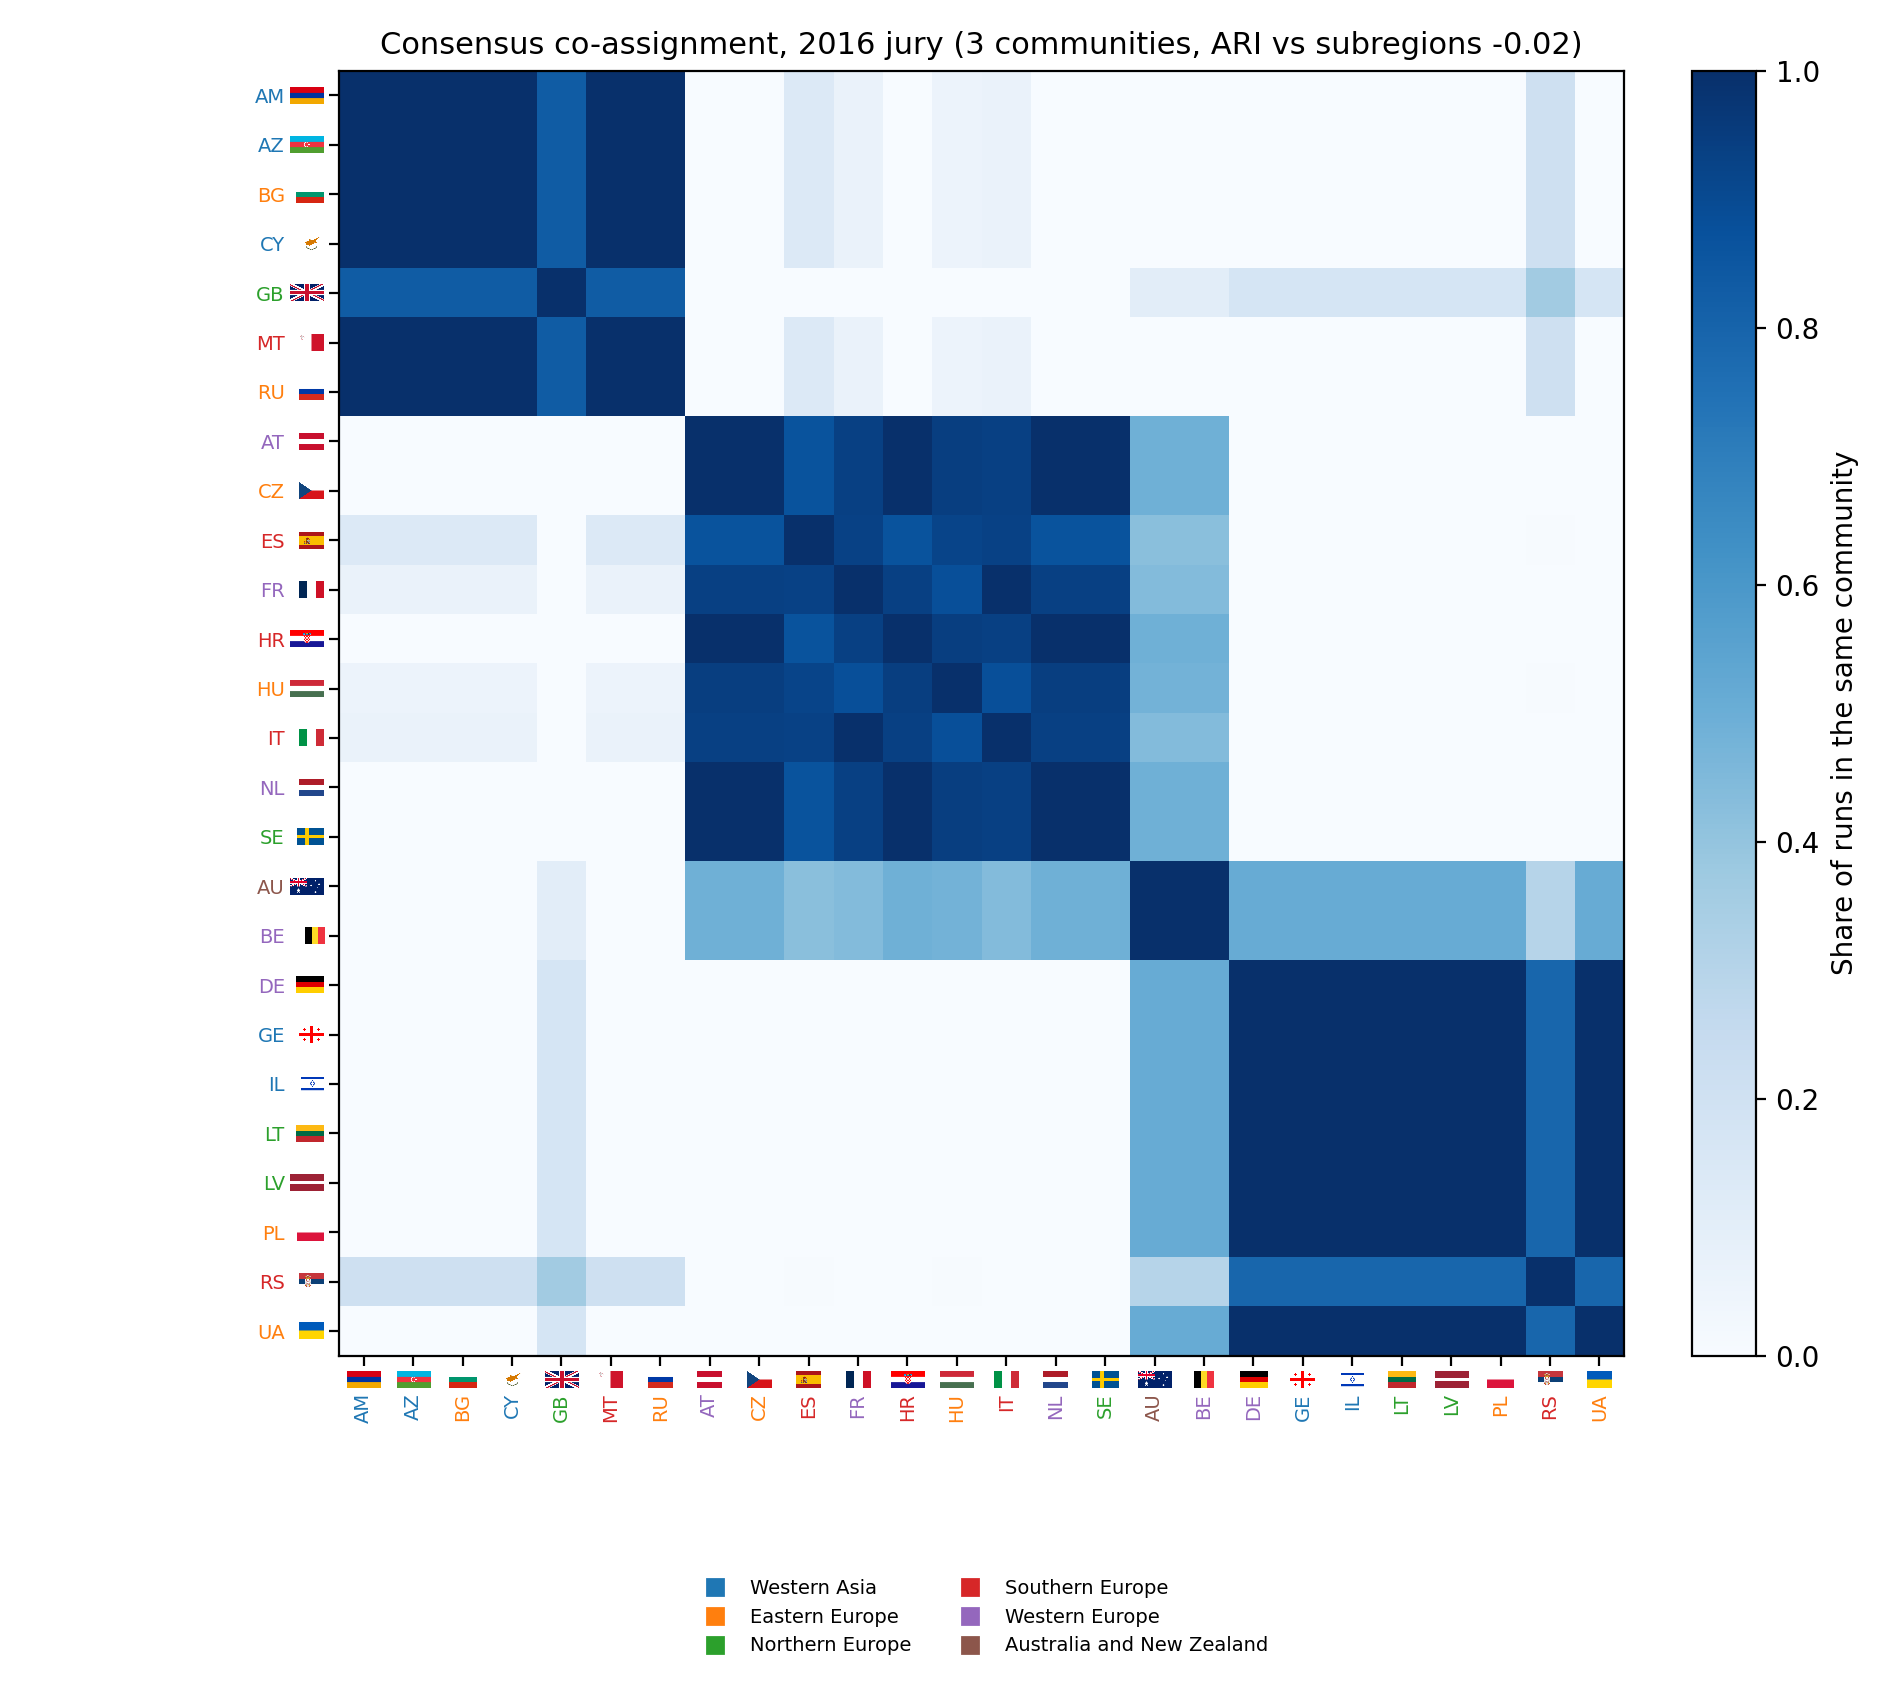 Consensus co-assignment, 2016 jury (3 communities, ARI vs subregions -0.02)
AM
AZ
BG
CY
GB
MT
RU
AT
CZ
ES
FR
HR
HU
IT
NL
SE
AU
BE
DE
GE
IL
LT
LV
PL
RS
UA
AM AZ BG CY GB MT RU AT CZ ES FR HR HU IT NL SE AU BE DE GE IL LT LV PL RS UA
1.0
0.8
0.6
0.4
0.2
0.0
Share of runs in the same community
Western Asia
Eastern Europe
Northern Europe
Southern Europe
Western Europe
Australia and New Zealand